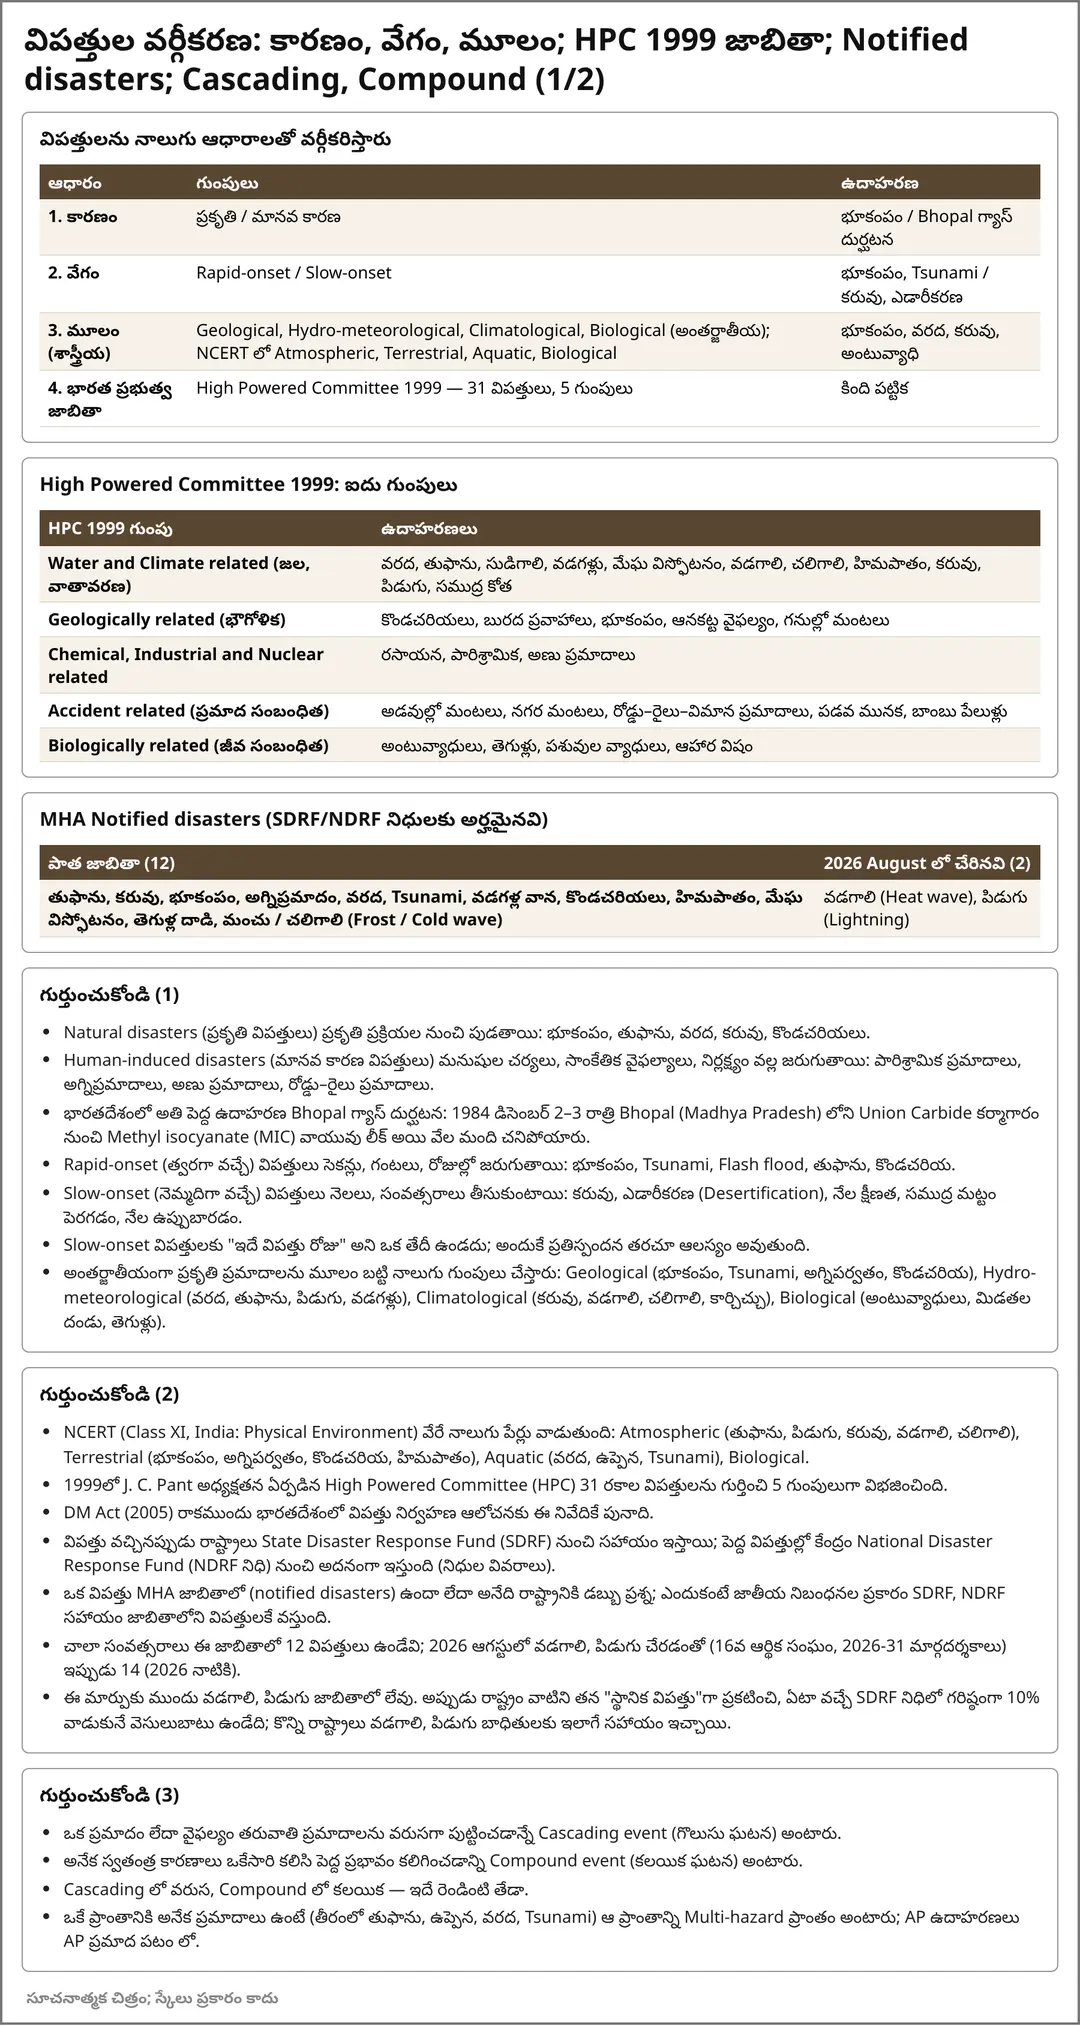 విపత్తుల వర్గీకరణ: కారణం, వేగం, మూలం; HPC 1999 జాబితా; Notified
disasters; Cascading, Compound (1/2)
విపత్తులను నాలుగు ఆధారాలతో వర్గీకరిస్తారు
ఆధారం గుంపులు ఉదాహరణ
1. కారణం ప్రకృతి / మానవ కారణ భూకంపం / Bhopal గ్యాస్
దుర్ఘటన
2. వేగం Rapid-onset / Slow-onset భూకంపం, Tsunami /
కరువు, ఎడారీకరణ
3. మూలం Geological, Hydro-meteorological, Climatological, Biological (అంతర్జాతీయ); భూకంపం, వరద, కరువు,
(శాస్త్రీయ) NCERT లో Atmospheric, Terrestrial, Aquatic, Biological అంటువ్యాధి
4. భారత ప్రభుత్వ High Powered Committee 1999 — 31 విపత్తులు, 5 గుంపులు కింది పట్టిక
జాబితా
High Powered Committee 1999: ఐదు గుంపులు
HPC 1999 గుంపు ఉదాహరణలు
Water and Climate related (జల, వరద, తుఫాను, సుడిగాలి, వడగళ్లు, మేఘ విస్ఫోటనం, వడగాలి, చలిగాలి, హిమపాతం, కరువు,
వాతావరణ) పిడుగు, సముద్ర కోత
Geologically related (భౌగోళిక) కొండచరియలు, బురద ప్రవాహాలు, భూకంపం, ఆనకట్ట వైఫల్యం, గనుల్లో మంటలు
Chemical, Industrial and Nuclear రసాయన, పారిశ్రామిక, అణు ప్రమాదాలు
related
Accident related (ప్రమాద సంబంధిత) అడవుల్లో మంటలు, నగర మంటలు, రోడ్డు–రైలు–విమాన ప్రమాదాలు, పడవ మునక, బాంబు పేలుళ్లు
Biologically related (జీవ సంబంధిత) అంటువ్యాధులు, తెగుళ్లు, పశువుల వ్యాధులు, ఆహార విషం
MHA Notified disasters (SDRF/NDRF నిధులకు అర్హమైనవి)
పాత జాబితా (12) 2026 August లో చేరినవి (2)
తుఫాను, కరువు, భూకంపం, అగ్నిప్రమాదం, వరద, Tsunami, వడగళ్ల వాన, కొండచరియలు, హిమపాతం, మేఘ వడగాలి (Heat wave), పిడుగు
విస్ఫోటనం, తెగుళ్ల దాడి, మంచు / చలిగాలి (Frost / Cold wave) (Lightning)
గుర్తుంచుకోండి (1)
• Natural disasters (ప్రకృతి విపత్తులు) ప్రకృతి ప్రక్రియల నుంచి పుడతాయి: భూకంపం, తుఫాను, వరద, కరువు, కొండచరియలు.
• Human-induced disasters (మానవ కారణ విపత్తులు) మనుషుల చర్యలు, సాంకేతిక వైఫల్యాలు, నిర్లక్ష్యం వల్ల జరుగుతాయి: పారిశ్రామిక ప్రమాదాలు,
అగ్నిప్రమాదాలు, అణు ప్రమాదాలు, రోడ్డు–రైలు ప్రమాదాలు.
• భారతదేశంలో అతి పెద్ద ఉదాహరణ Bhopal గ్యాస్ దుర్ఘటన: 1984 డిసెంబర్ 2–3 రాత్రి Bhopal (Madhya Pradesh) లోని Union Carbide కర్మాగారం
నుంచి Methyl isocyanate (MIC) వాయువు లీక్ అయి వేల మంది చనిపోయారు.
• Rapid-onset (త్వరగా వచ్చే) విపత్తులు సెకన్లు, గంటలు, రోజుల్లో జరుగుతాయి: భూకంపం, Tsunami, Flash flood, తుఫాను, కొండచరియ.
• Slow-onset (నెమ్మదిగా వచ్చే) విపత్తులు నెలలు, సంవత్సరాలు తీసుకుంటాయి: కరువు, ఎడారీకరణ (Desertification), నేల క్షీణత, సముద్ర మట్టం
పెరగడం, నేల ఉప్పుబారడం.
• Slow-onset విపత్తులకు "ఇదే విపత్తు రోజు" అని ఒక తేదీ ఉండదు; అందుకే ప్రతిస్పందన తరచూ ఆలస్యం అవుతుంది.
• అంతర్జాతీయంగా ప్రకృతి ప్రమాదాలను మూలం బట్టి నాలుగు గుంపులు చేస్తారు: Geological (భూకంపం, Tsunami, అగ్నిపర్వతం, కొండచరియ), Hydro-
meteorological (వరద, తుఫాను, పిడుగు, వడగళ్లు), Climatological (కరువు, వడగాలి, చలిగాలి, కార్చిచ్చు), Biological (అంటువ్యాధులు, మిడతల
దండు, తెగుళ్లు).
గుర్తుంచుకోండి (2)
• NCERT (Class XI, India: Physical Environment) వేరే నాలుగు పేర్లు వాడుతుంది: Atmospheric (తుఫాను, పిడుగు, కరువు, వడగాలి, చలిగాలి),
Terrestrial (భూకంపం, అగ్నిపర్వతం, కొండచరియ, హిమపాతం), Aquatic (వరద, ఉప్పెన, Tsunami), Biological.
• 1999లో J. C. Pant అధ్యక్షతన ఏర్పడిన High Powered Committee (HPC) 31 రకాల విపత్తులను గుర్తించి 5 గుంపులుగా విభజించింది.
• DM Act (2005) రాకముందు భారతదేశంలో విపత్తు నిర్వహణ ఆలోచనకు ఈ నివేదికే పునాది.
• విపత్తు వచ్చినప్పుడు రాష్ట్రాలు State Disaster Response Fund (SDRF) నుంచి సహాయం ఇస్తాయి; పెద్ద విపత్తుల్లో కేంద్రం National Disaster
Response Fund (NDRF నిధి) నుంచి అదనంగా ఇస్తుంది (నిధుల వివరాలు).
• ఒక విపత్తు MHA జాబితాలో (notified disasters) ఉందా లేదా అనేది రాష్ట్రానికి డబ్బు ప్రశ్న; ఎందుకంటే జాతీయ నిబంధనల ప్రకారం SDRF, NDRF
సహాయం జాబితాలోని విపత్తులకే వస్తుంది.
• చాలా సంవత్సరాలు ఈ జాబితాలో 12 విపత్తులు ఉండేవి; 2026 ఆగస్టులో వడగాలి, పిడుగు చేరడంతో (16వ ఆర్థిక సంఘం, 2026-31 మార్గదర్శకాలు)
ఇప్పుడు 14 (2026 నాటికి).
• ఈ మార్పుకు ముందు వడగాలి, పిడుగు జాబితాలో లేవు. అప్పుడు రాష్ట్రం వాటిని తన "స్థానిక విపత్తు"గా ప్రకటించి, ఏటా వచ్చే SDRF నిధిలో గరిష్ఠంగా 10%
వాడుకునే వెసులుబాటు ఉండేది; కొన్ని రాష్ట్రాలు వడగాలి, పిడుగు బాధితులకు ఇలాగే సహాయం ఇచ్చాయి.
గుర్తుంచుకోండి (3)
• ఒక ప్రమాదం లేదా వైఫల్యం తరువాతి ప్రమాదాలను వరుసగా పుట్టించడాన్నే Cascading event (గొలుసు ఘటన) అంటారు.
• అనేక స్వతంత్ర కారణాలు ఒకేసారి కలిసి పెద్ద ప్రభావం కలిగించడాన్ని Compound event (కలయిక ఘటన) అంటారు.
• Cascading లో వరుస, Compound లో కలయిక — ఇదే రెండింటి తేడా.
• ఒకే ప్రాంతానికి అనేక ప్రమాదాలు ఉంటే (తీరంలో తుఫాను, ఉప్పెన, వరద, Tsunami) ఆ ప్రాంతాన్ని Multi-hazard ప్రాంతం అంటారు; AP ఉదాహరణలు
AP ప్రమాద పటం లో.
సూచనాత్మక చిత్రం; స్కేలు ప్రకారం కాదు